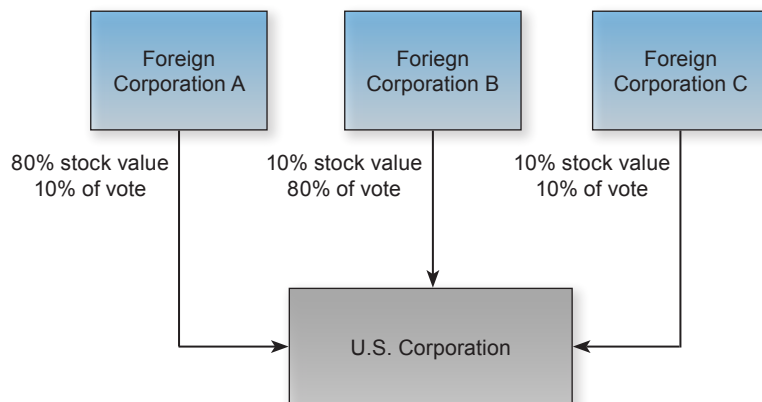 Foreign
Corporation A
Foriegn
Corporation B
Foreign
Corporation C
80% stock value
10% of vote
10% stock value
80% of vote
10% stock value
10% of vote
U.S. Corporation